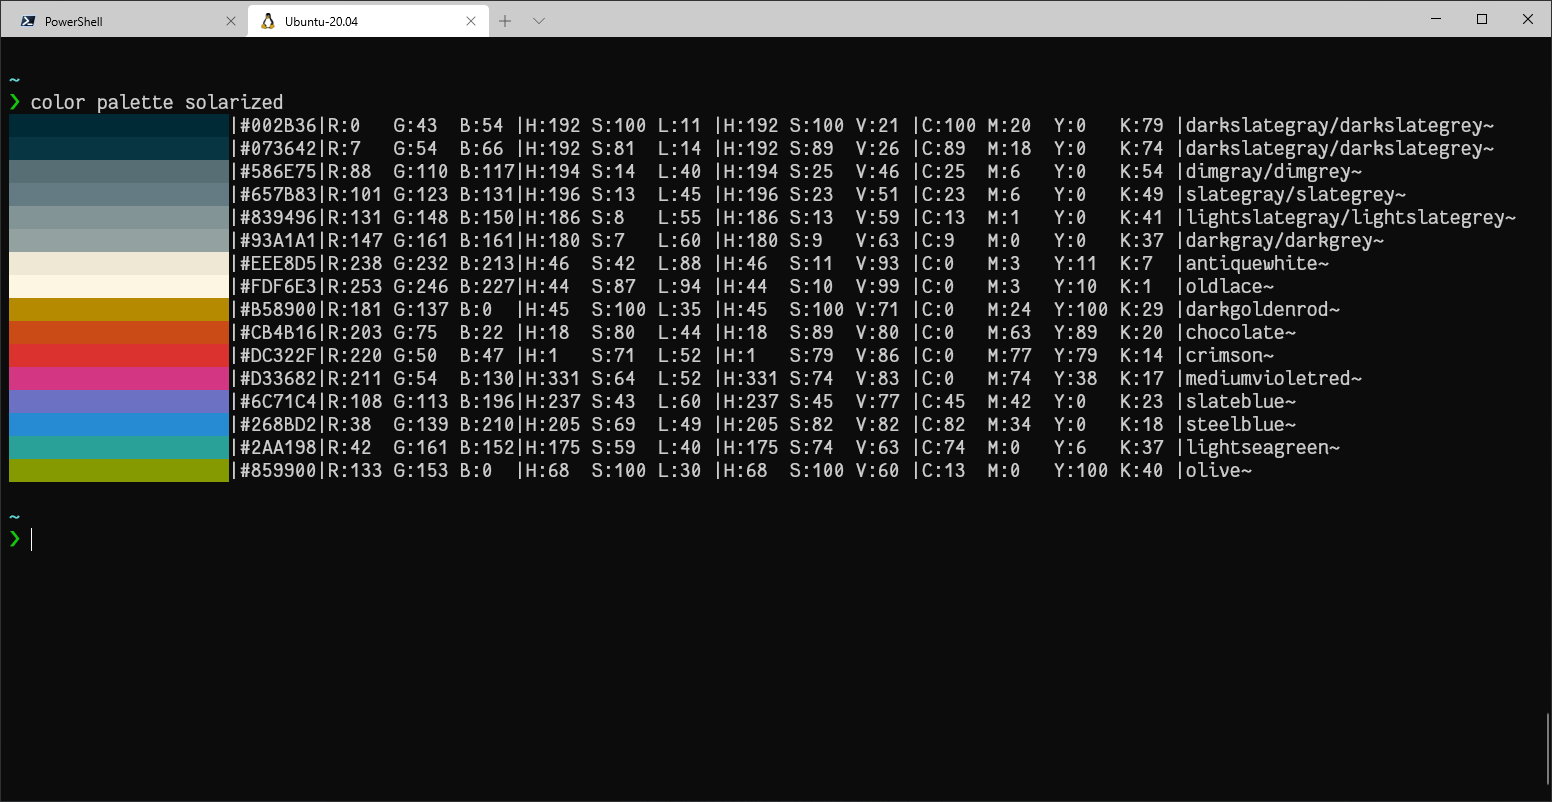 PowerShell
Ubuntu-20.04
~
❯ color palette solarized
|#002B36|R:0   G:43  B:54 |H:192 S:100 L:11 |H:192 S:100 V:21 |C:100 M:20  Y:0   K:79 |darkslategray/darkslategrey~
|#073642|R:7   G:54  B:66 |H:192 S:81  L:14 |H:192 S:89  V:26 |C:89  M:18  Y:0   K:74 |darkslategray/darkslategrey~
|#586E75|R:88  G:110 B:117|H:194 S:14  L:40 |H:194 S:25  V:46 |C:25  M:6   Y:0   K:54 |dimgray/dimgrey~
|#657B83|R:101 G:123 B:131|H:196 S:13  L:45 |H:196 S:23  V:51 |C:23  M:6   Y:0   K:49 |slategray/slategrey~
|#839496|R:131 G:148 B:150|H:186 S:8   L:55 |H:186 S:13  V:59 |C:13  M:1   Y:0   K:41 |lightslategray/lightslategrey~
|#93A1A1|R:147 G:161 B:161|H:180 S:7   L:60 |H:180 S:9   V:63 |C:9   M:0   Y:0   K:37 |darkgray/darkgrey~
|#EEE8D5|R:238 G:232 B:213|H:46  S:42  L:88 |H:46  S:11  V:93 |C:0   M:3   Y:11  K:7  |antiquewhite~
|#FDF6E3|R:253 G:246 B:227|H:44  S:87  L:94 |H:44  S:10  V:99 |C:0   M:3   Y:10  K:1  |oldlace~
|#B58900|R:181 G:137 B:0  |H:45  S:100 L:35 |H:45  S:100 V:71 |C:0   M:24  Y:100 K:29 |darkgoldenrod~
|#CB4B16|R:203 G:75  B:22 |H:18  S:80  L:44 |H:18  S:89  V:80 |C:0   M:63  Y:89  K:20 |chocolate~
|#DC322F|R:220 G:50  B:47 |H:1   S:71  L:52 |H:1   S:79  V:86 |C:0   M:77  Y:79  K:14 |crimson~
|#D33682|R:211 G:54  B:130|H:331 S:64  L:52 |H:331 S:74  V:83 |C:0   M:74  Y:38  K:17 |mediumvioletred~
|#6C71C4|R:108 G:113 B:196|H:237 S:43  L:60 |H:237 S:45  V:77 |C:45  M:42  Y:0   K:23 |slateblue~
|#268BD2|R:38  G:139 B:210|H:205 S:69  L:49 |H:205 S:82  V:82 |C:82  M:34  Y:0   K:18 |steelblue~
|#2AA198|R:42  G:161 B:152|H:175 S:59  L:40 |H:175 S:74  V:63 |C:74  M:0   Y:6   K:37 |lightseagreen~
|#859900|R:133 G:153 B:0  |H:68  S:100 L:30 |H:68  S:100 V:60 |C:13  M:0   Y:100 K:40 |olive~
~
❯